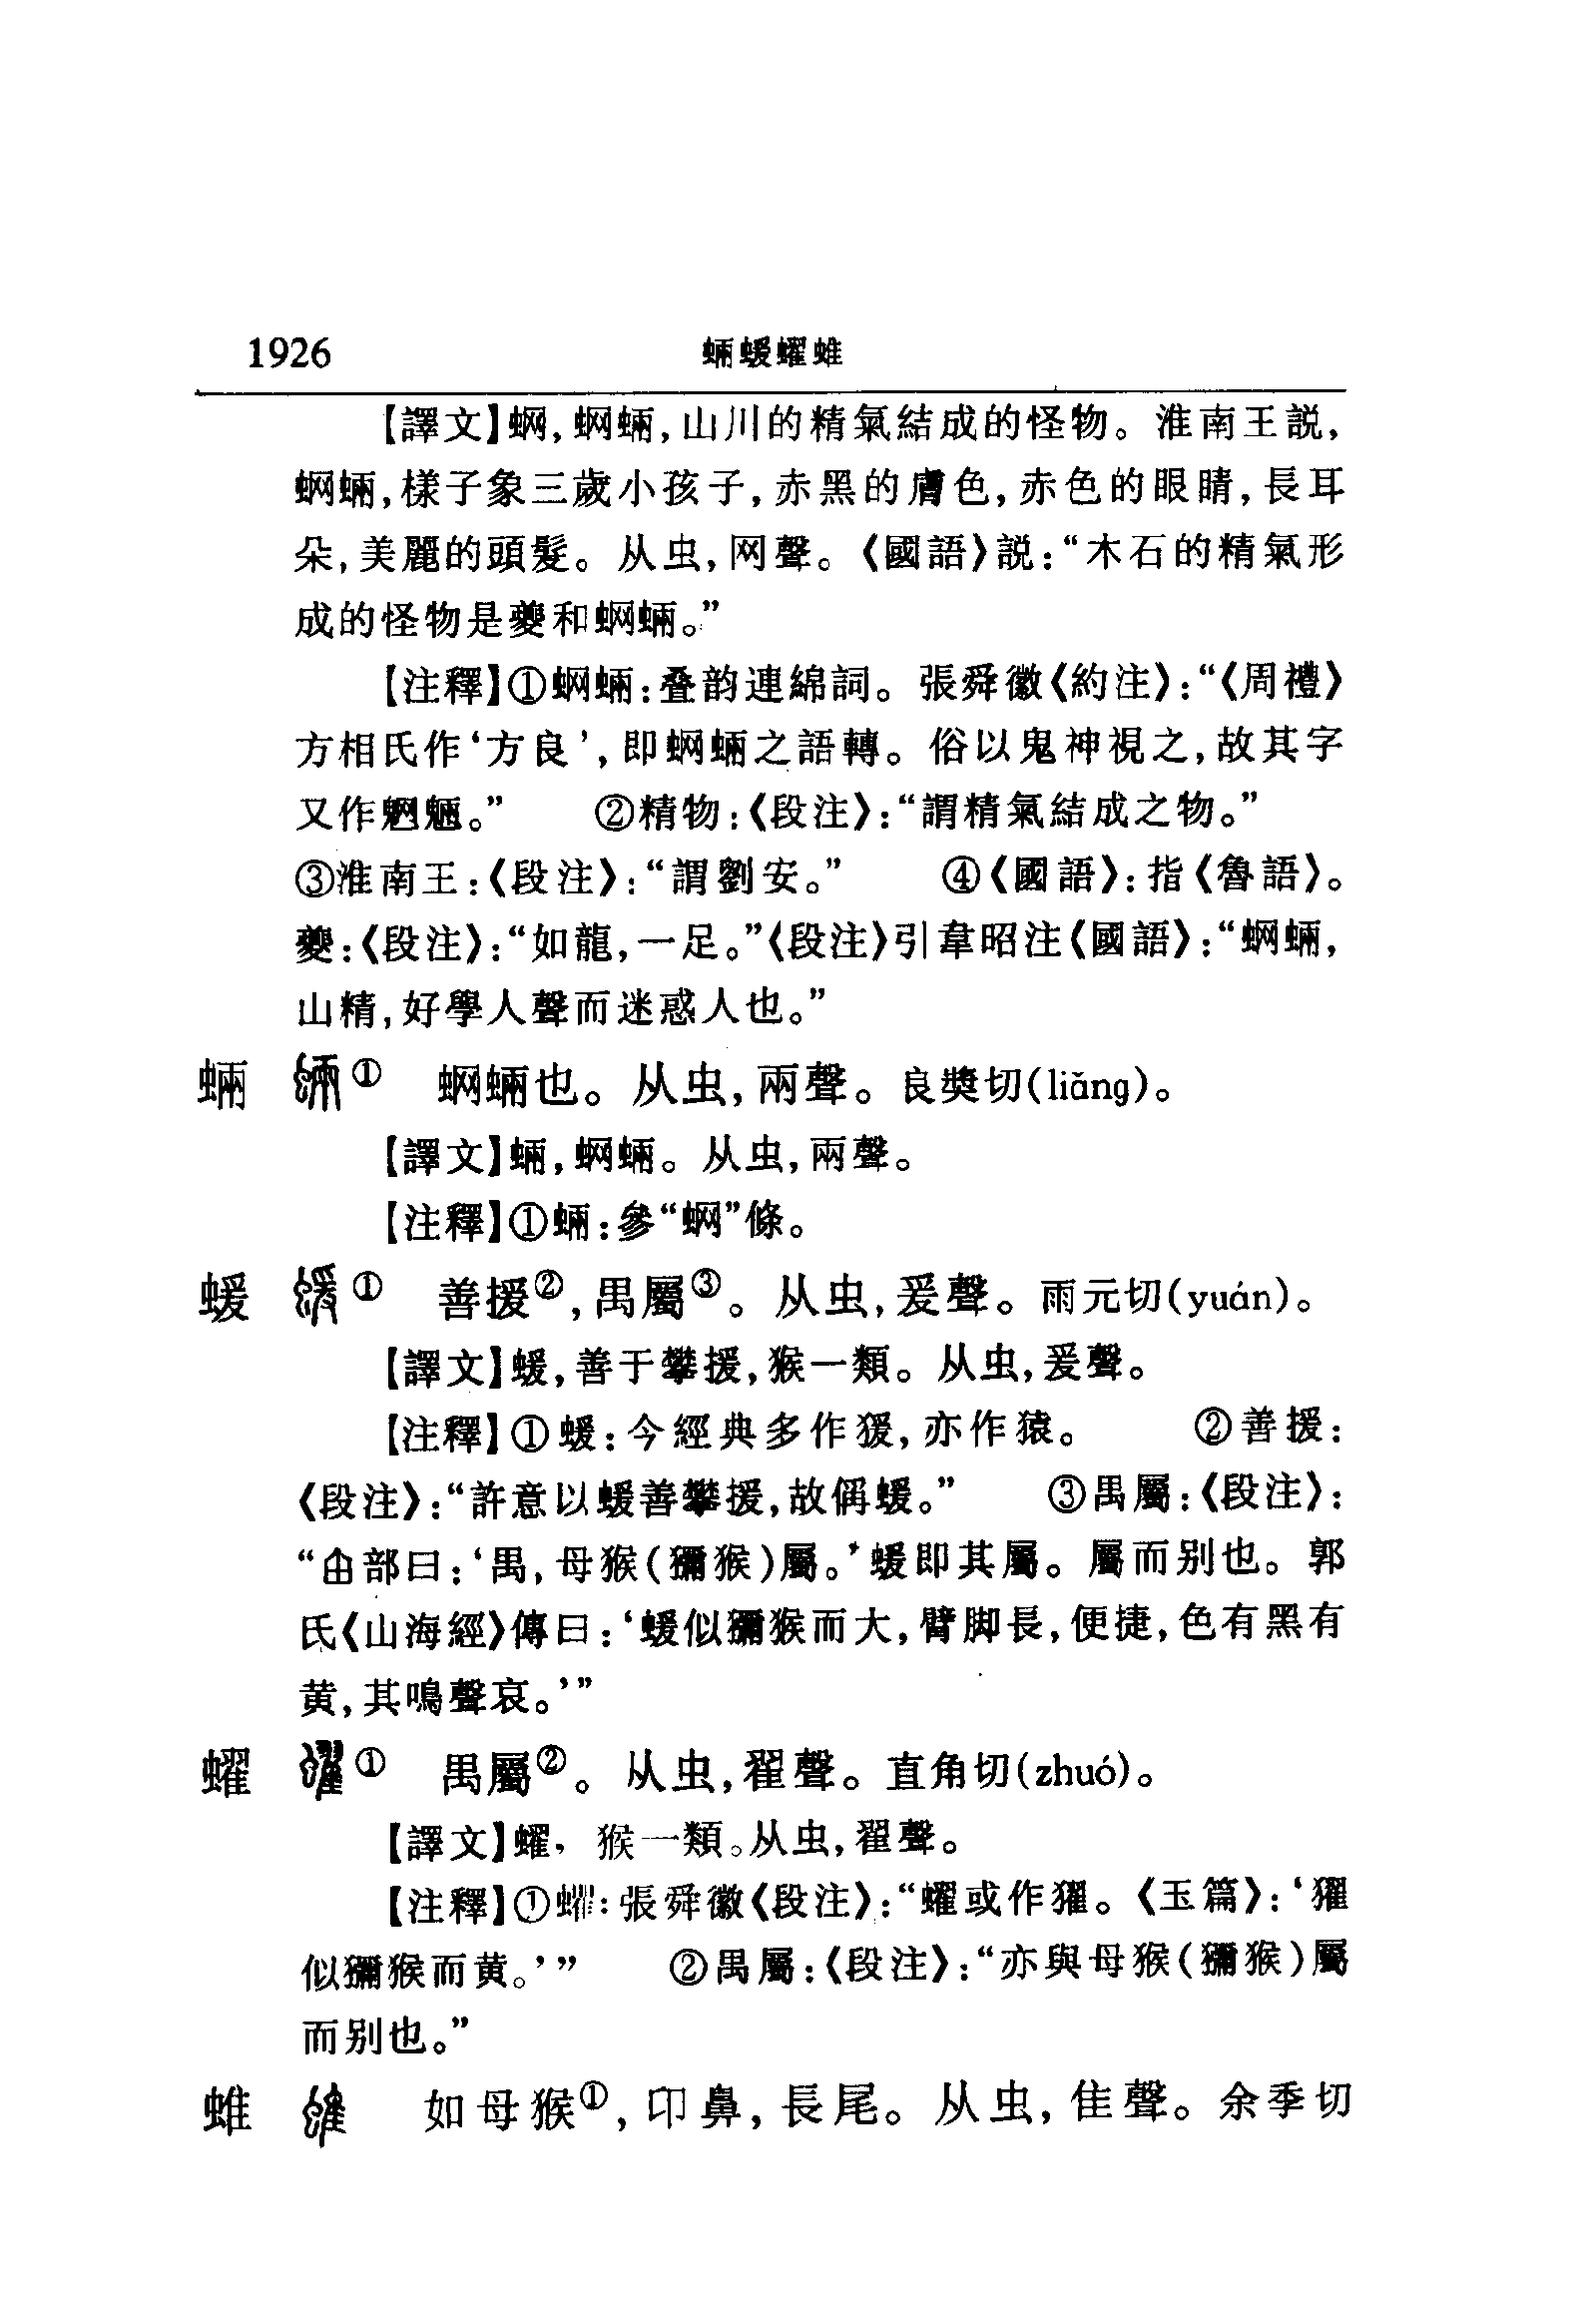 1926 蛃蝯蠗蜼
【譯文】蛧,蛧蜽,山川的精氣結成的怪物。淮南王説,
蛧蜽,樣子象三歲小孩子,赤黑的膚色,赤色的眼睛,長耳
朵,美麗的頭髮。从虫,网聲。《國語》説:“木石的精氣形
成的怪物是夔和蛧蜽。”
【注釋】①蛧蜽:叠韵連綿詞。張舜徽《約注》:“《周禮》
方相氏作‘方良’,即蛧蜽之語轉。俗以鬼神視之,故其字
又作魍魎。” ②精物:《段注》:“謂精氣結成之物。”
③淮南王:《段注》:“謂劉安。” ④《國語》:指《魯語》。
夔:《段注》:“如龍,一足。”《段注》引韋昭注《國語》:“蛧蜽,
山精,好學人聲而迷惑人也。”
蜽 ① 蛧蜽也。从虫,兩聲。良獎切(liǎng)。
【譯文】蜽,蛧蜽。从虫,兩聲。
【注釋】①蜽:參“蛧”條。
蝯 ① 善援②,禺屬③。从虫,爰聲。雨元切(yuán)。
【譯文】蝯,善于攀援,猴一類。从虫,爰聲。
【注釋】①蝯:今經典多作猨,亦作猿。 ②善援:
《段注》:“許意以蝯善攀援,故偁蝯。” ③禺屬:《段注》:
“甶部曰:‘禺,母猴(獼猴)屬。’蝯即其屬。屬而别也。郭
氏《山海經》傳曰:‘蝯似獼猴而大,臂脚長,便捷,色有黑有
黄,其鳴聲哀。’”
蠗 ① 禺屬②。从虫,翟聲。直角切(zhuó)。
【譯文】蠗,猴一類。从虫,翟聲。
【注釋】①蠗:張舜徽《段注》:“蠗或作玃。《玉篇》:‘玃
似獼猴而黄。’” ②禺屬:《段注》:“亦與母猴(獼猴)屬
而别也。”
蜼 如母猴①,卬鼻,長尾。从虫,隹聲。余季切